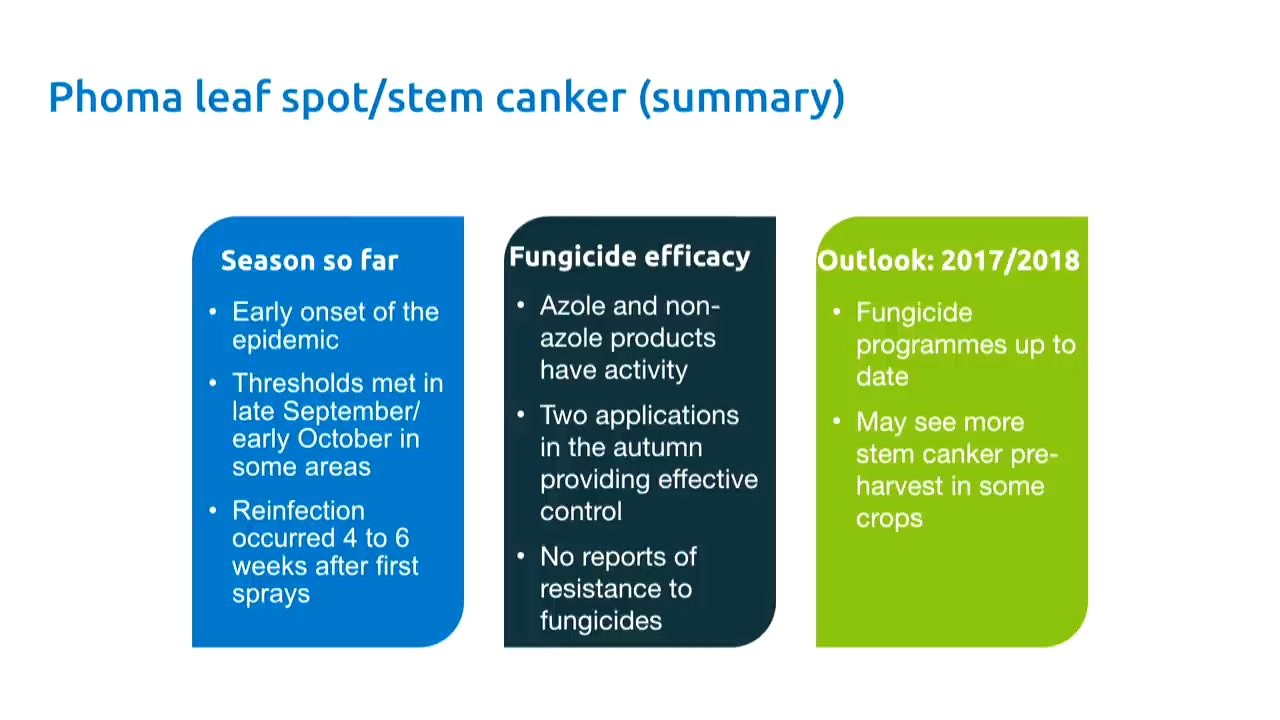 Phoma leaf spot/stem canker (summary)
Season so far
• Early onset of the
epidemic
• Thresholds met in
late September/
early October in
some areas
• Reinfection
occurred 4 to 6
weeks after first
sprays
Fungicide efficacy
• Azole and non-
azole products
have activity
• Two applications
in the autumn
providing effective
control
• No reports of
resistance to
fungicides
Outlook: 2017/2018
• Fungicide
programmes up to
date
• May see more
stem canker pre-
harvest in some
crops